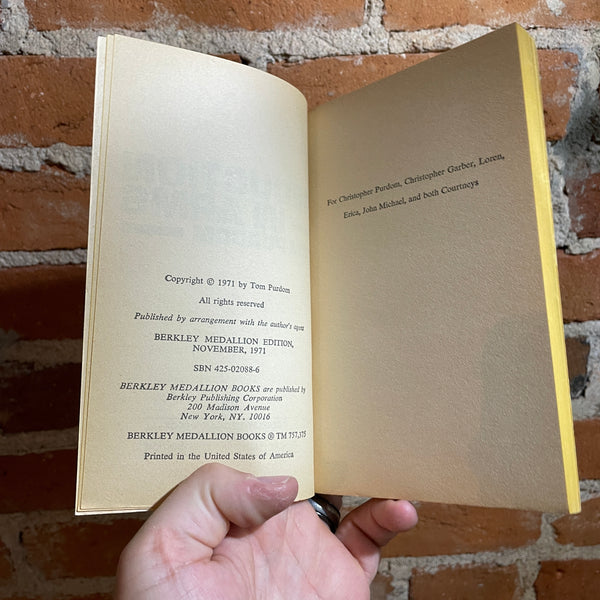 Copyright © 1971 by Tom Purdom
All rights reserved
Published by arrangement with the author's agent
BERKLEY MEDALLION EDITION,
NOVEMBER, 1971
SBN 425-02088-6
BERKLEY MEDALLION BOOKS are published by
Berkley Publishing Corporation
200 Madison Avenue
New York, NY. 10016
BERKLEY MEDALLION BOOKS ® TM 757,375
Printed in the United States of America
For Christopher Purdom, Christopher Garber, Loren,
Erica, John Michael, and both Courtneys